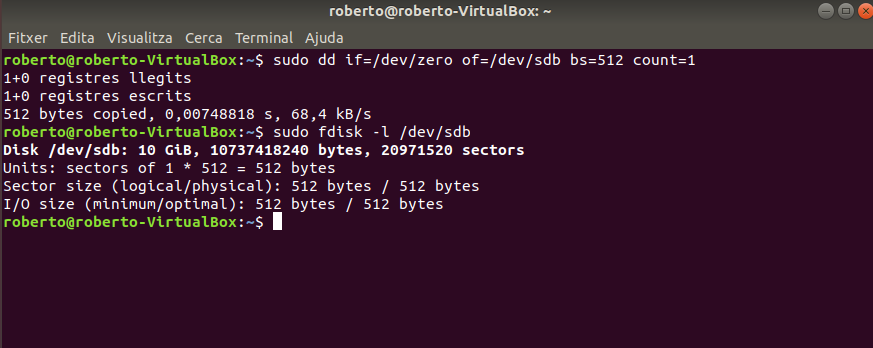 roberto@roberto-VirtualBox: ~
Fitxer Edita Visualitza Cerca Terminal Ajuda
roberto@roberto-VirtualBox:~$ sudo dd if=/dev/zero of=/dev/sdb bs=512 count=1
1+0 registres llegits
1+0 registres escrits
512 bytes copied, 0,00748818 s, 68,4 kB/s
roberto@roberto-VirtualBox:~$ sudo fdisk -l /dev/sdb
Disk /dev/sdb: 10 GiB, 10737418240 bytes, 20971520 sectors
Units: sectors of 1 * 512 = 512 bytes
Sector size (logical/physical): 512 bytes / 512 bytes
I/O size (minimum/optimal): 512 bytes / 512 bytes
roberto@roberto-VirtualBox:~$